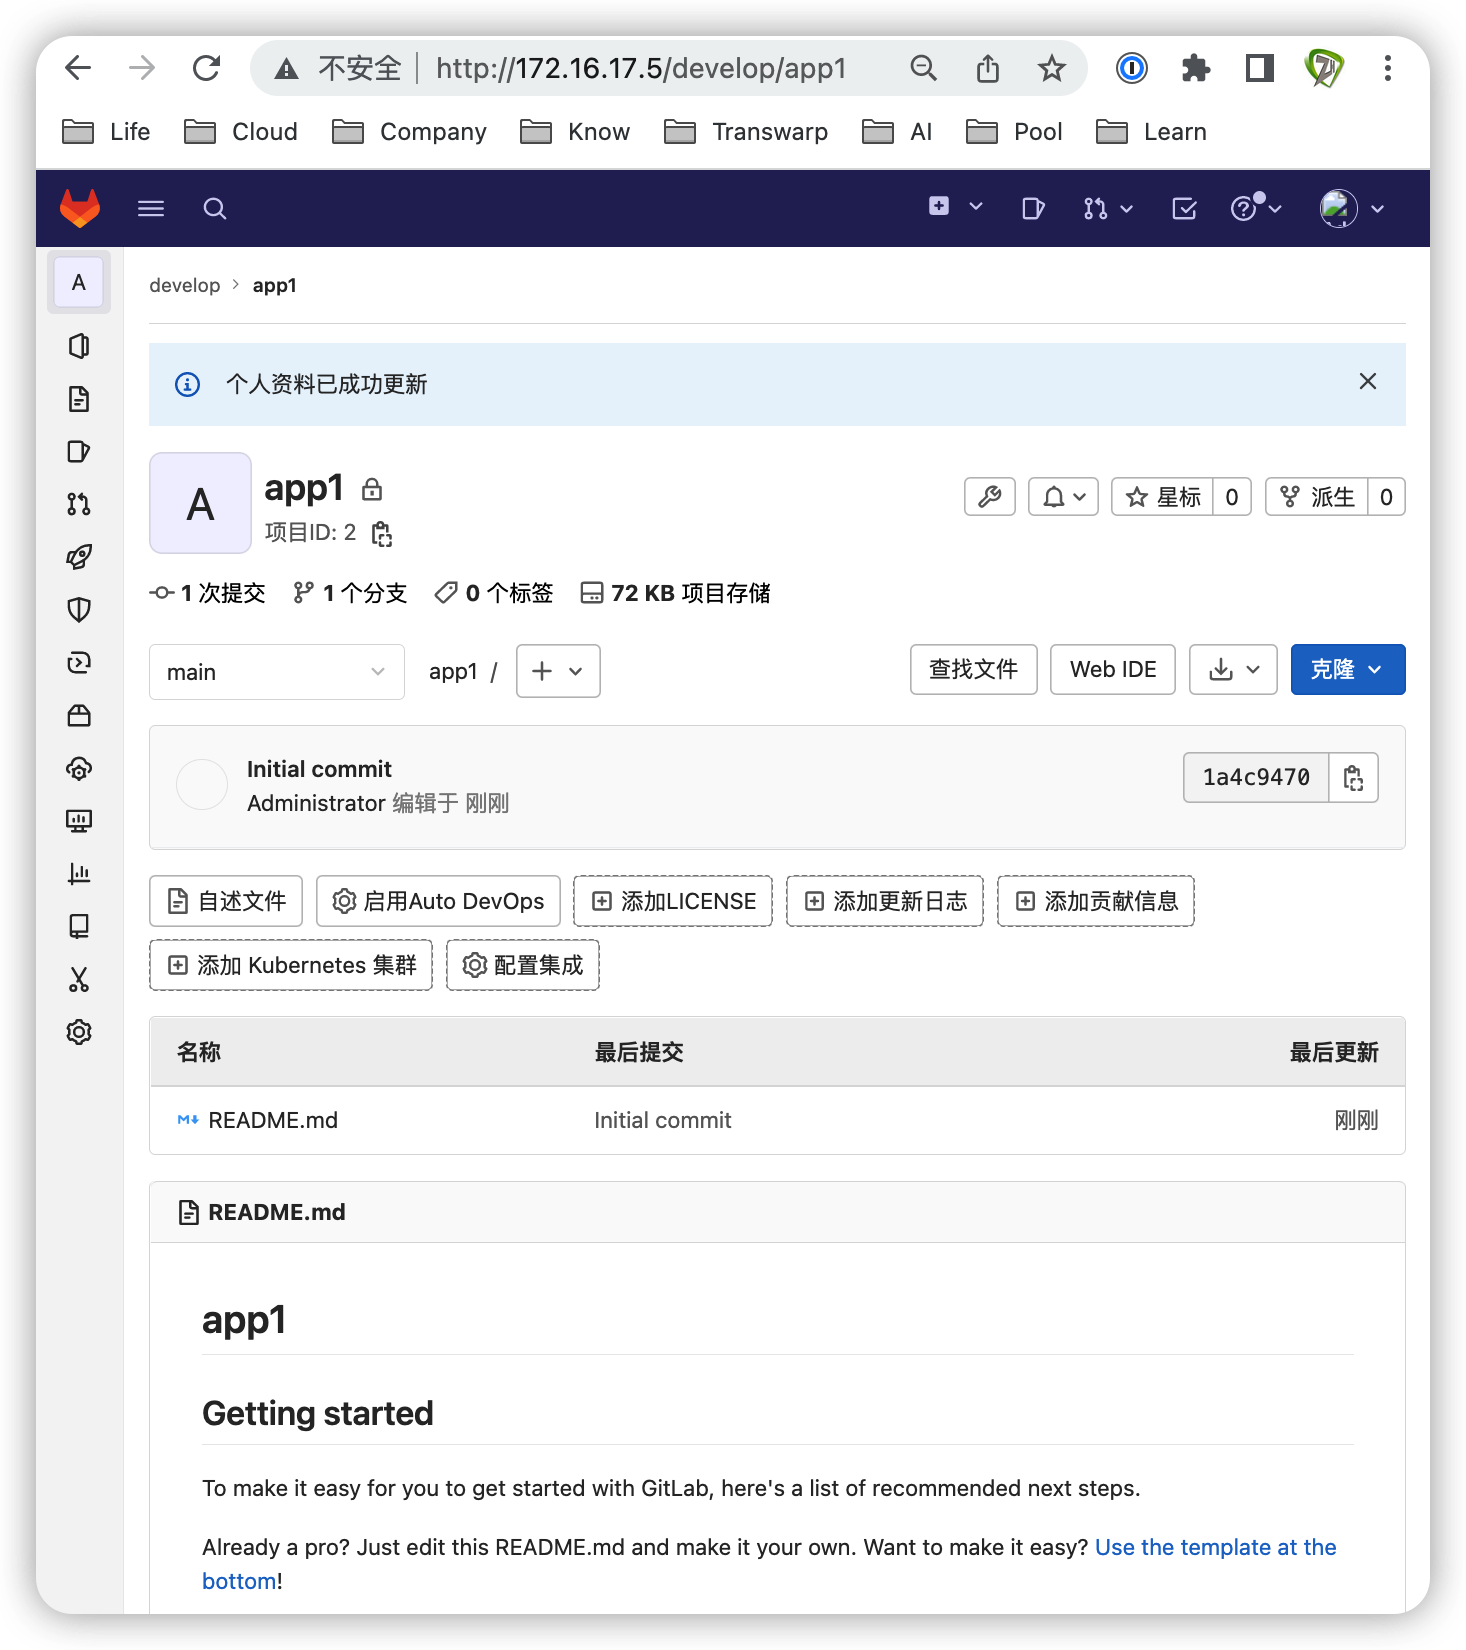 不安全 http://172.16.17.5/develop/app1
Life Cloud Company Know Transwarp AI Pool Learn
A develop app1
个人资料已成功更新
A app1
项目ID: 2
星标 0 派生 0
1 次提交 1 个分支 0 个标签 72 KB 项目存储
main app1 / 查找文件 Web IDE 克隆
Initial commit
Administrator 编辑于 刚刚
1a4c9470
自述文件 启用Auto DevOps 添加LICENSE 添加更新日志 添加贡献信息
添加 Kubernetes 集群 配置集成
名称 最后提交 最后更新
README.md Initial commit 刚刚
README.md
app1
Getting started
To make it easy for you to get started with GitLab, here's a list of recommended next steps.
Already a pro? Just edit this README.md and make it your own. Want to make it easy? Use the template at the
bottom!